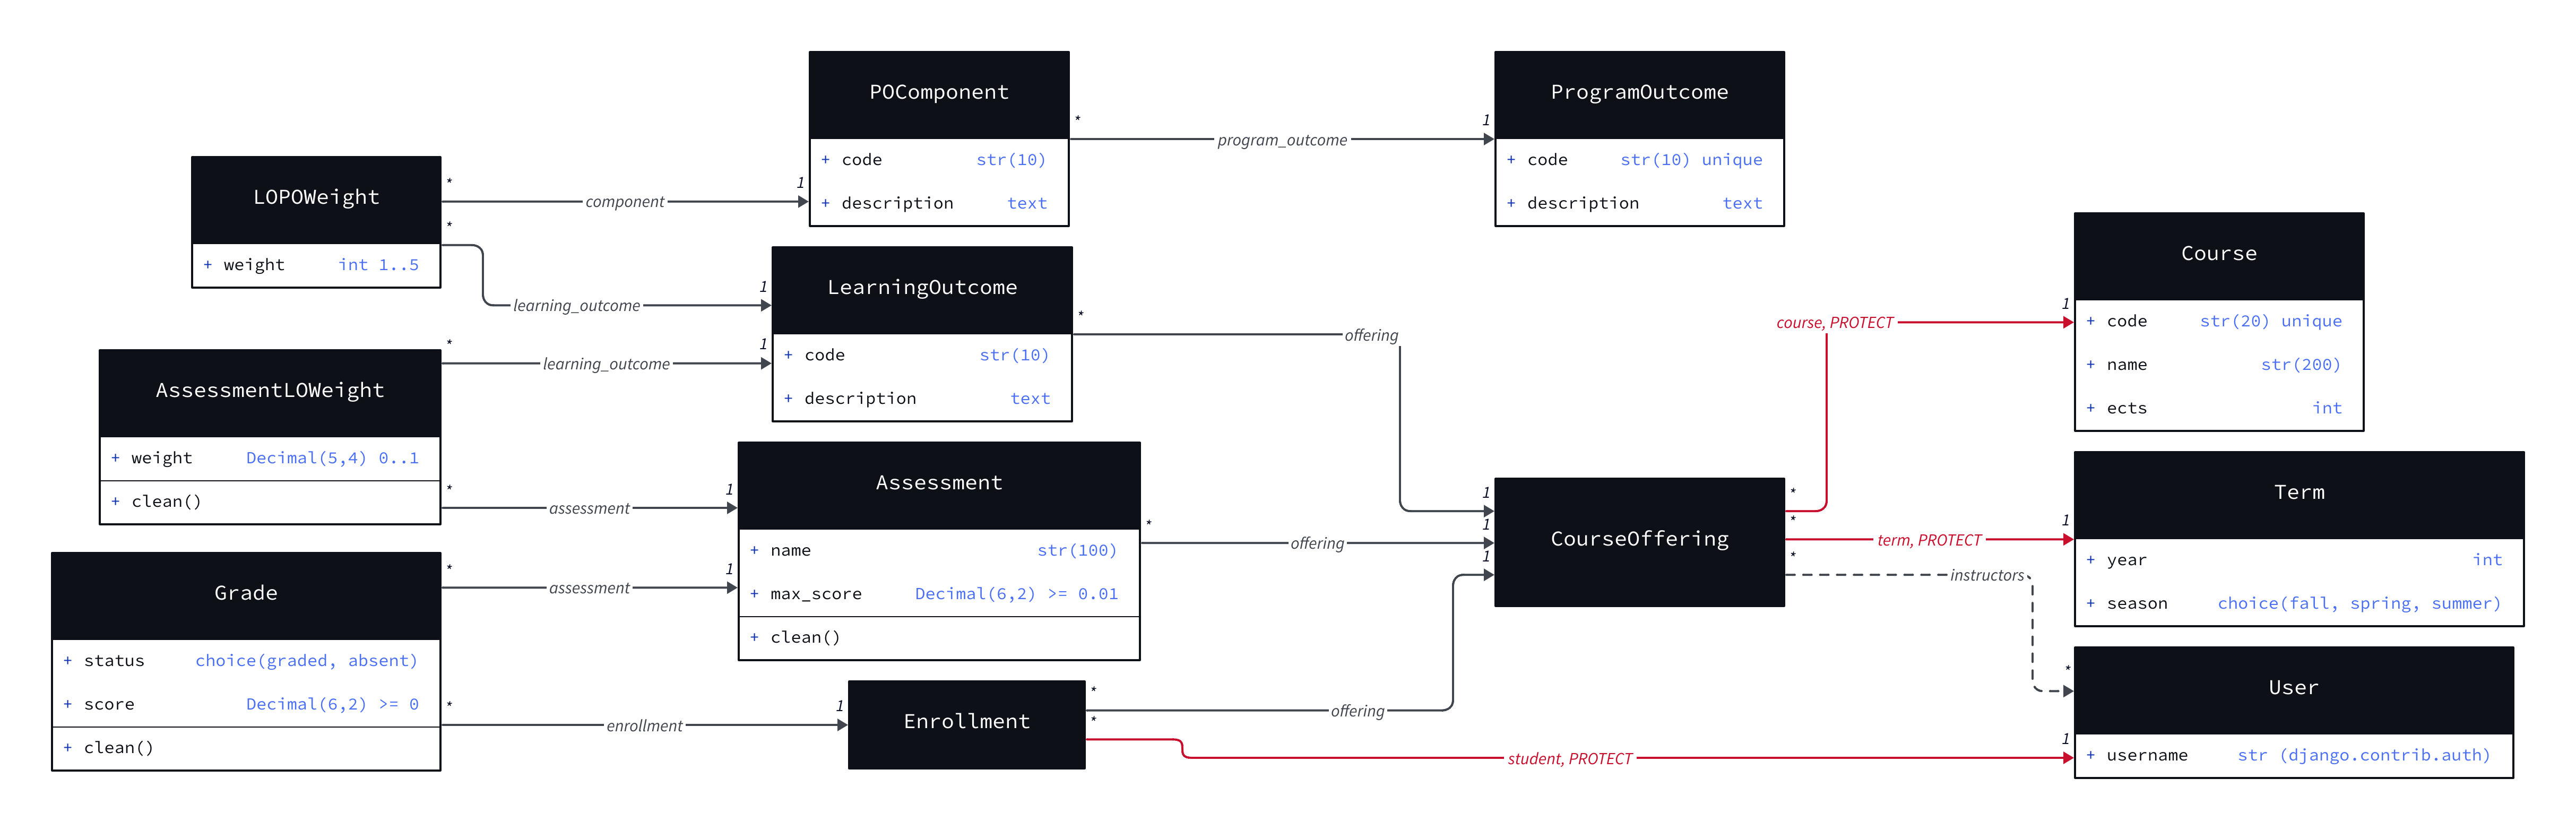 POComponent
+ code str(10)
+ description text
* program_outcome 1
ProgramOutcome
+ code str(10) unique
+ description text
LOPOWeight
+ weight int 1..5
* component 1
* learning_outcome 1
LearningOutcome
+ code str(10)
+ description text
* offering 1
Course
+ code str(20) unique
+ name str(200)
+ ects int
* course, PROTECT 1
AssessmentLOWeight
+ weight Decimal(5,4) 0..1
+ clean()
* learning_outcome 1
* assessment 1
Assessment
+ name str(100)
+ max_score Decimal(6,2) >= 0.01
+ clean()
* offering 1
CourseOffering
* term, PROTECT 1
Term
+ year int
+ season choice(fall, spring, summer)
* instructors *
Grade
+ status choice(graded, absent)
+ score Decimal(6,2) >= 0
+ clean()
* assessment 1
* enrollment 1
Enrollment
* offering 1
* student, PROTECT 1
User
+ username str (django.contrib.auth)